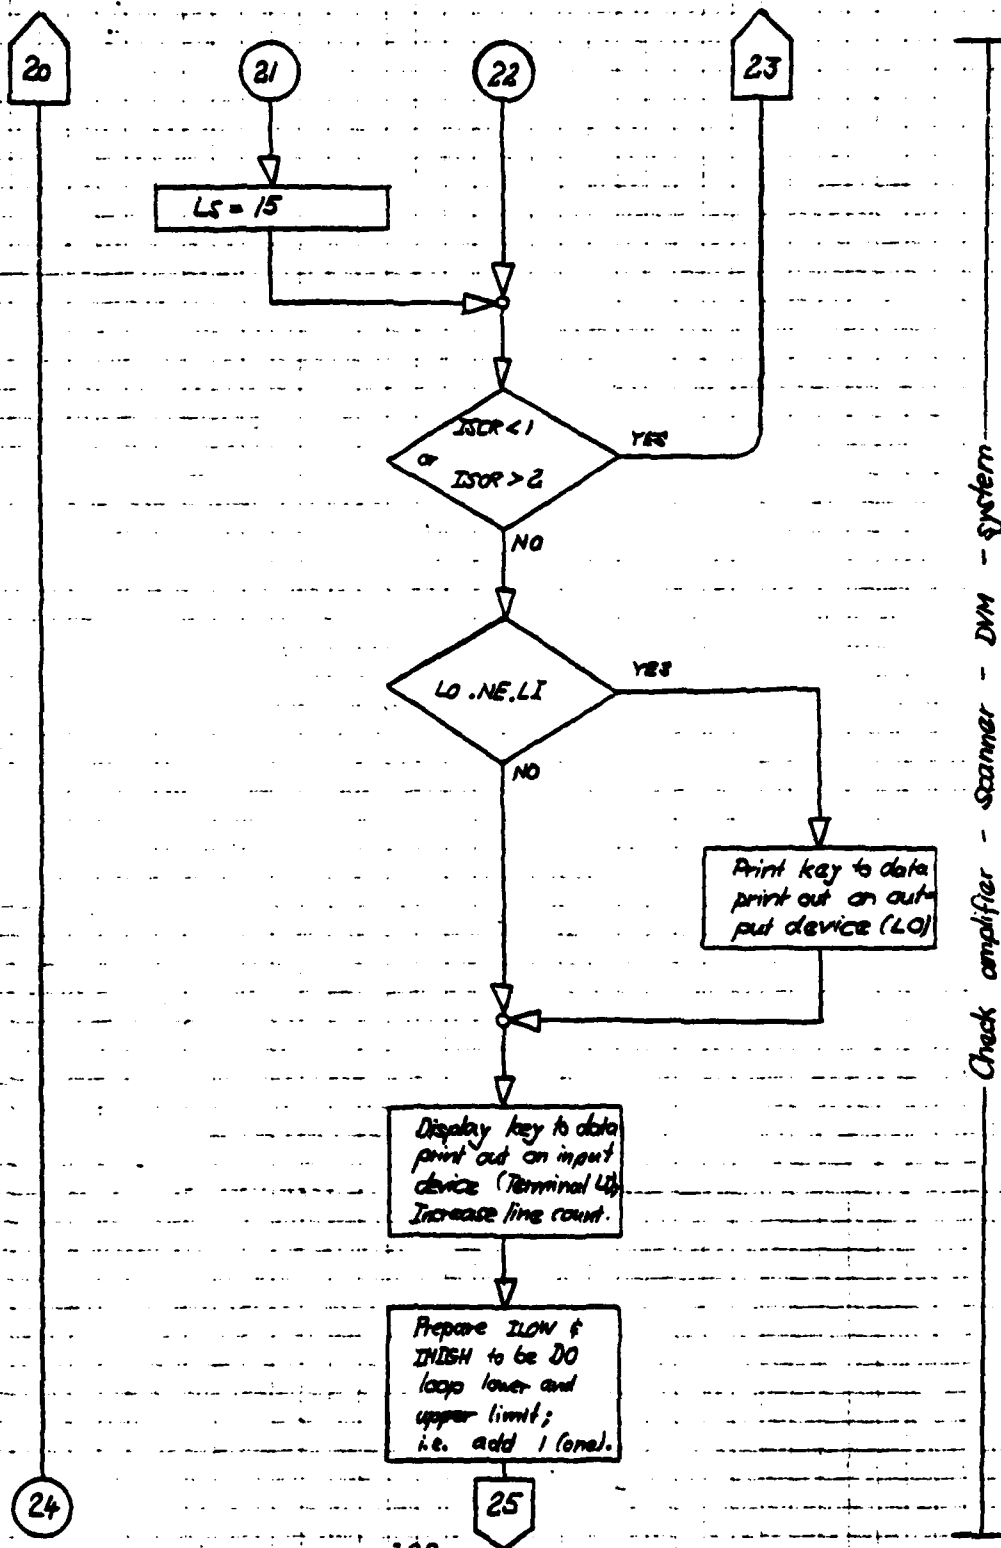 20
21
22
23
LS = 15
ISCR < 1
or
ISCR > 2
YES
NO
LO .NE. LI
YES
NO
Print key to data
print out on out-
put device (LO)
Display key to data
print out on input
device (Terminal LI),
Increase line count.
Prepare ILOW &
IHIGH to be DO
loop lower and
upper limit;
i.e. add 1 (one).
24
25
Check amplifier - Scanner - DVM - system